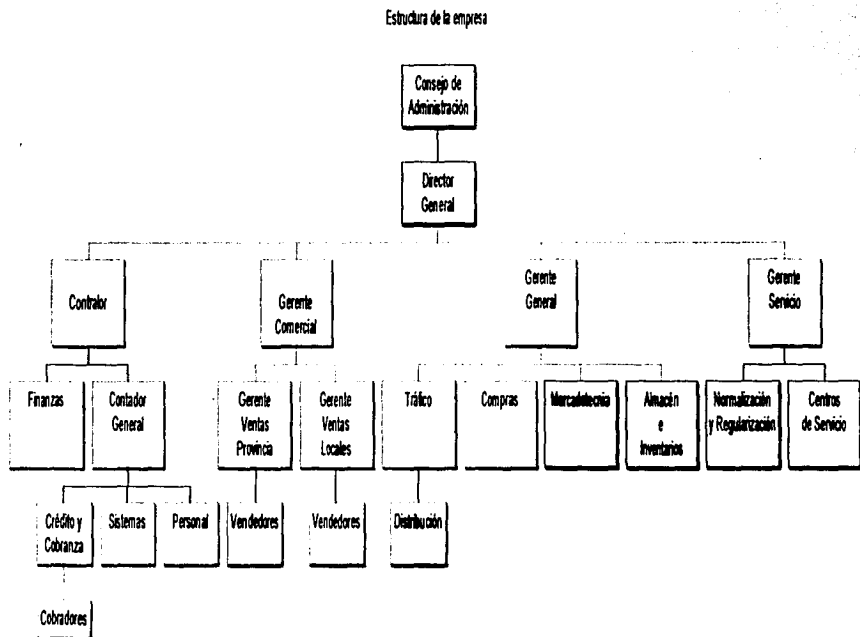 Estructura de la empresa
Consejo de
Administración
Director
General
Contralor
Gerente
Comercial
Gerente
General
Gerente
Servicio
Finanzas
Contador
General
Gerente
Ventas
Provincia
Gerente
Ventas
Locales
Tráfico
Compras
Mercadotecnia
Almacén
e
Inventarios
Normalización
y Regularización
Centros
de Servicio
Crédito y
Cobranza
Sistemas
Personal
Vendedores
Vendedores
Distribución
Cobradores